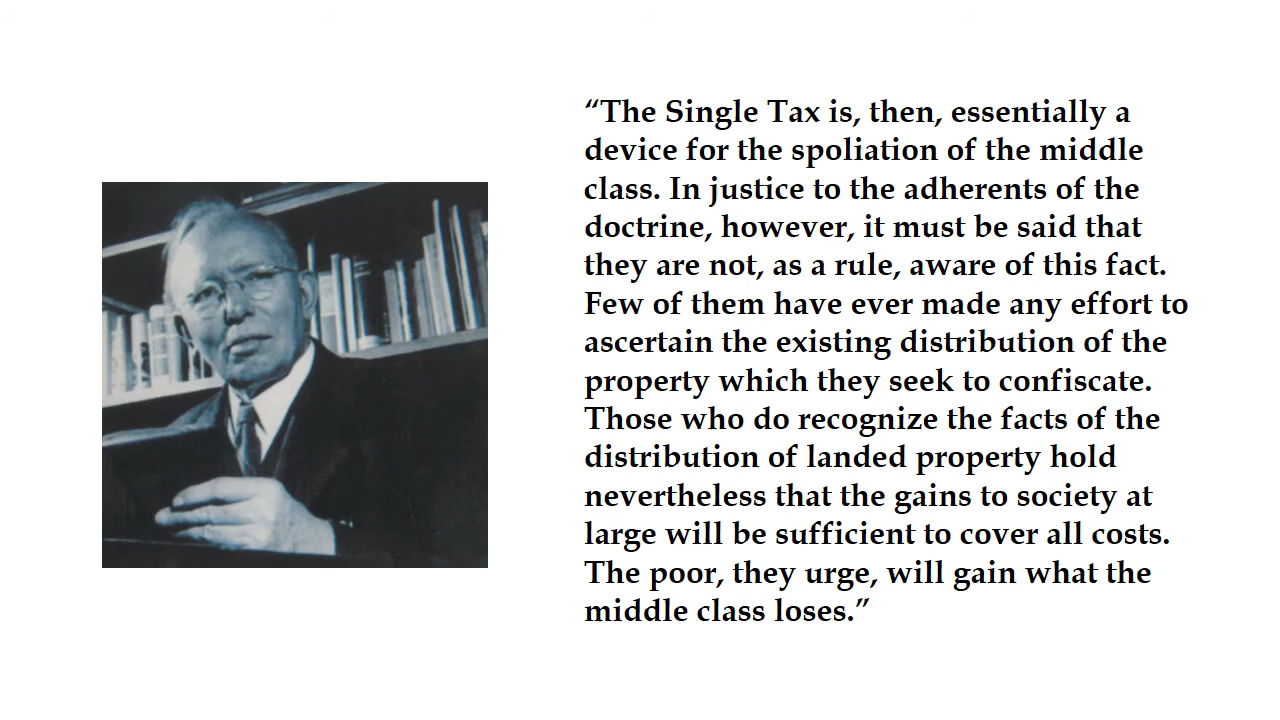 “The Single Tax is, then, essentially a
device for the spoliation of the middle
class. In justice to the adherents of the
doctrine, however, it must be said that
they are not, as a rule, aware of this fact.
Few of them have ever made any effort to
ascertain the existing distribution of the
property which they seek to confiscate.
Those who do recognize the facts of the
distribution of landed property hold
nevertheless that the gains to society at
large will be sufficient to cover all costs.
The poor, they urge, will gain what the
middle class loses.”